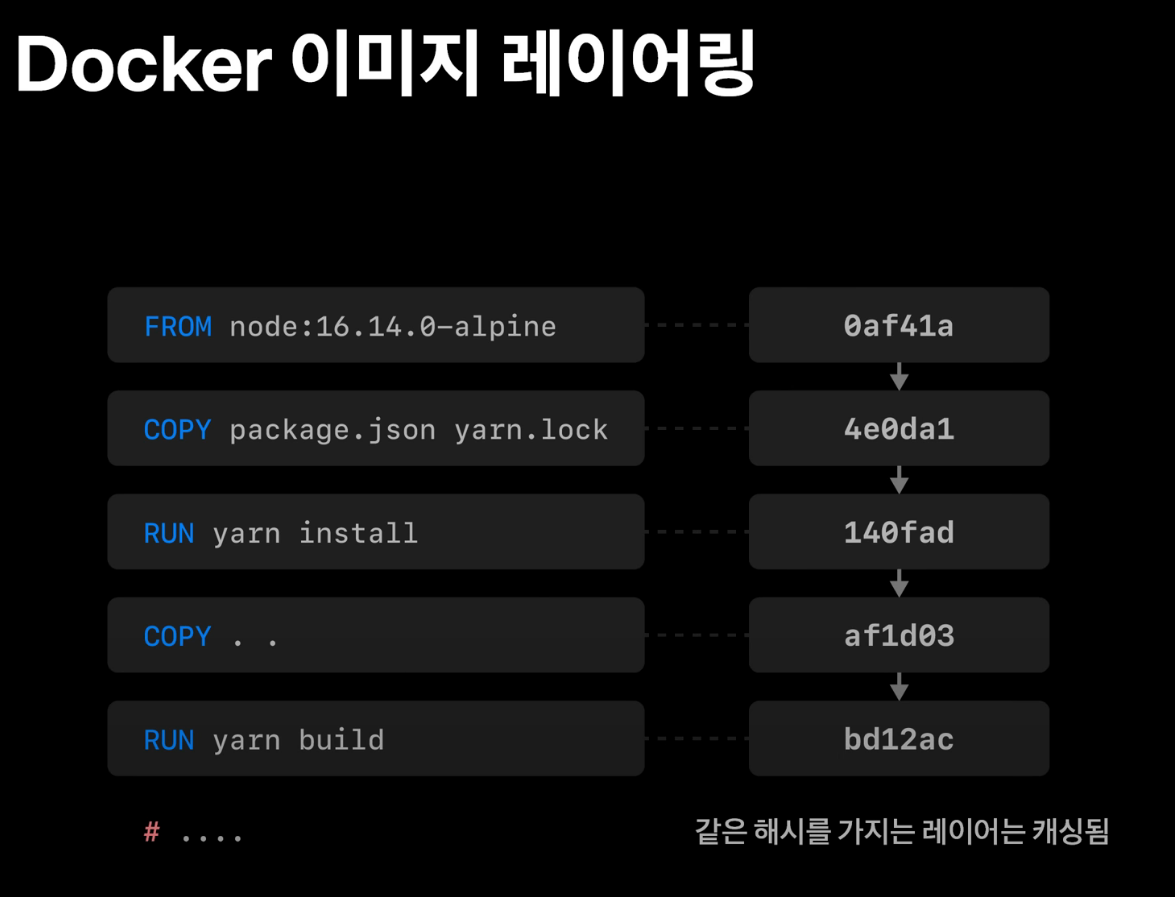 Docker 이미지 레이어링
FROM node:16.14.0-alpine
0af41a
COPY package.json yarn.lock
4e0da1
RUN yarn install
140fad
COPY . .
af1d03
RUN yarn build
bd12ac
# ....
같은 해시를 가지는 레이어는 캐싱됨